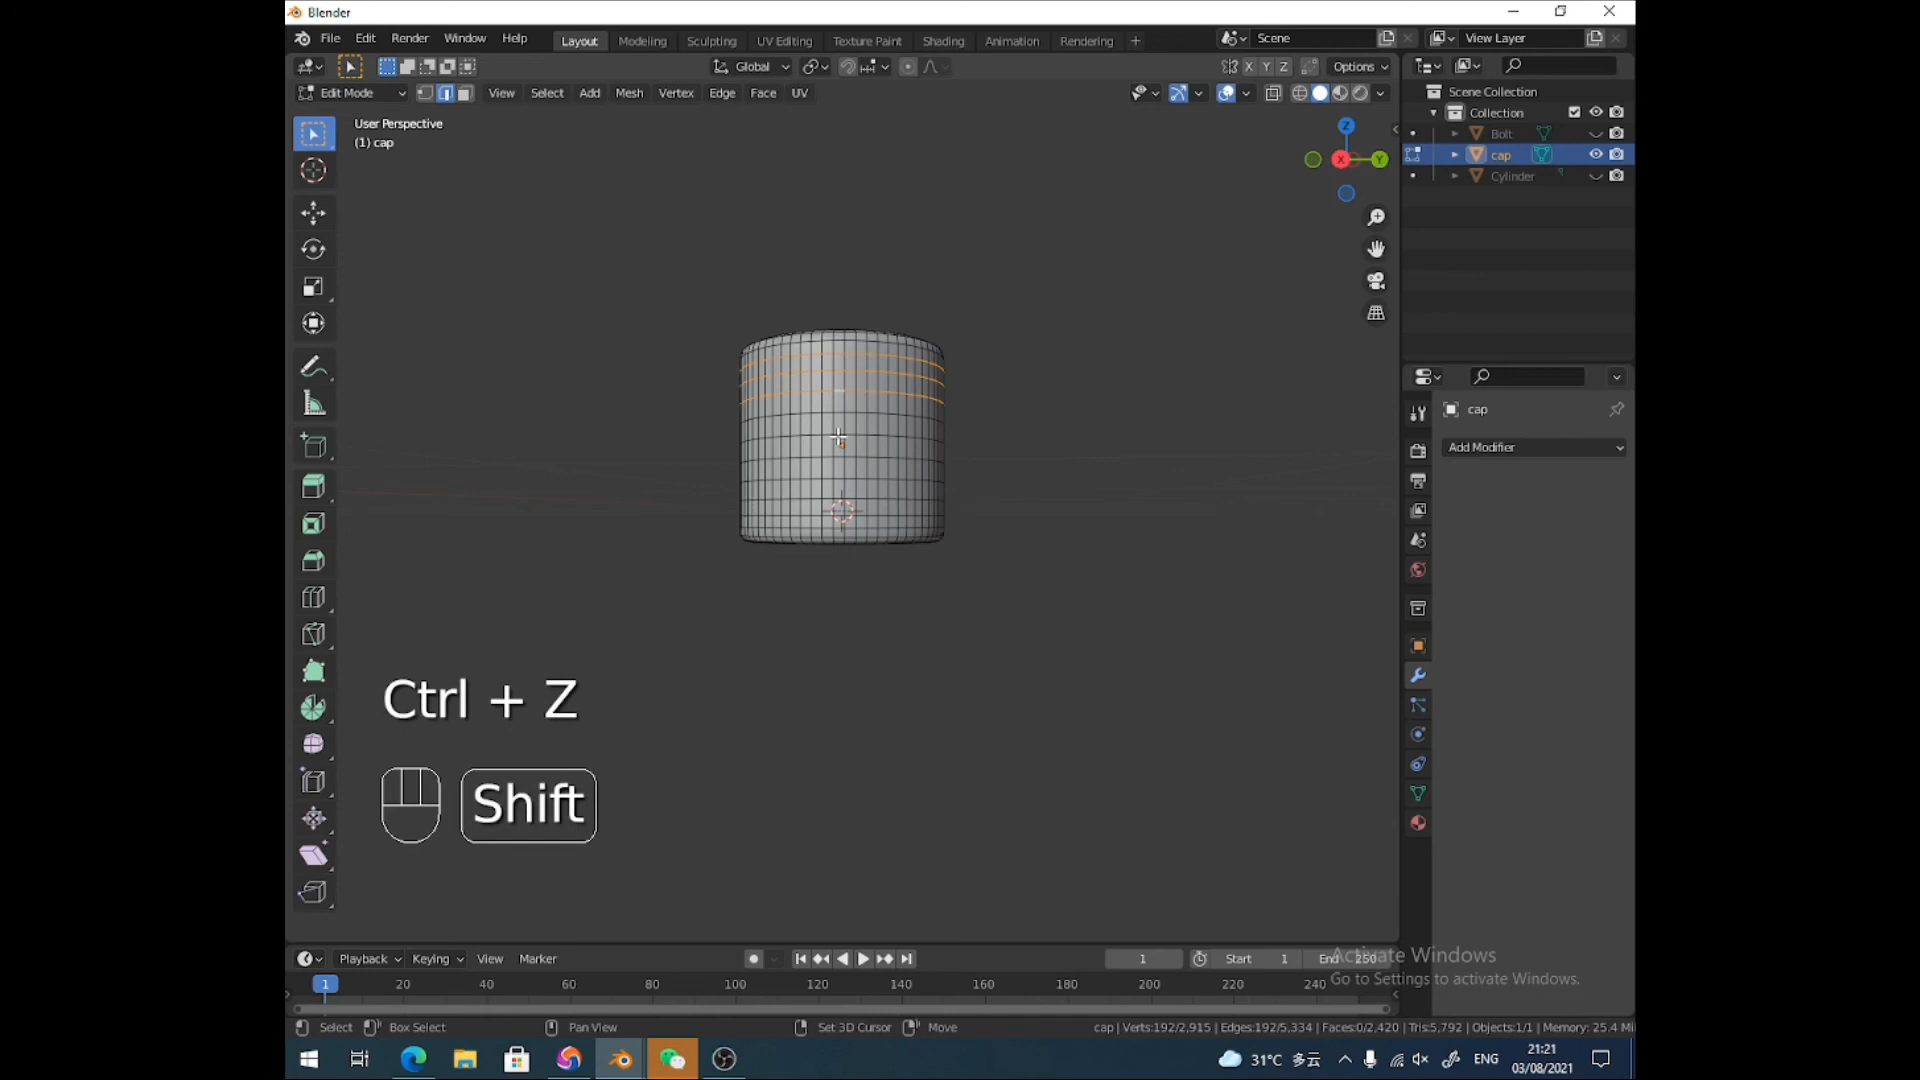 Blender
File Edit Render Window Help Layout Modeling Sculpting UV Editing Texture Paint Shading Animation Rendering + Scene View Layer
Global X Y Z Options
Edit Mode View Select Add Mesh Vertex Edge Face UV
Scene Collection
Collection
Bolt
cap
Cylinder
User Perspective
(1) cap
Z
X
Y
cap
Add Modifier
Ctrl + Z
Shift
Playback Keying View Marker 1 Start 1 End 250
1 20 40 60 80 100 120 140 160 180 200 220 240
Activate Windows
Go to Settings to activate Windows.
Select Box Select Pan View Set 3D Cursor Move cap | Verts:192/2,915 | Edges:192/5,334 | Faces:0/2,420 | Tris:5,792 | Objects:1/1 | Memory: 25.4 Mi
31°C 多云 ENG 21:21
03/08/2021